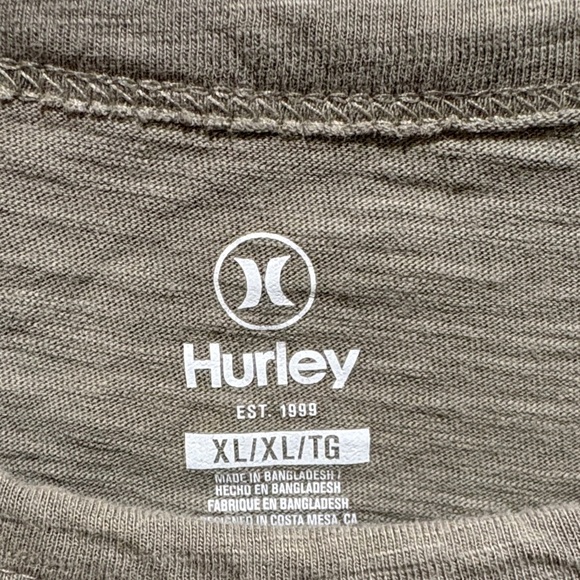 Hurley
EST. 1999
XL/XL/TG
MADE IN BANGLADESH /
HECHO EN BANGLADESH
FABRIQUE EN BANGLADESH
DESIGNED IN COSTA MESA, CA